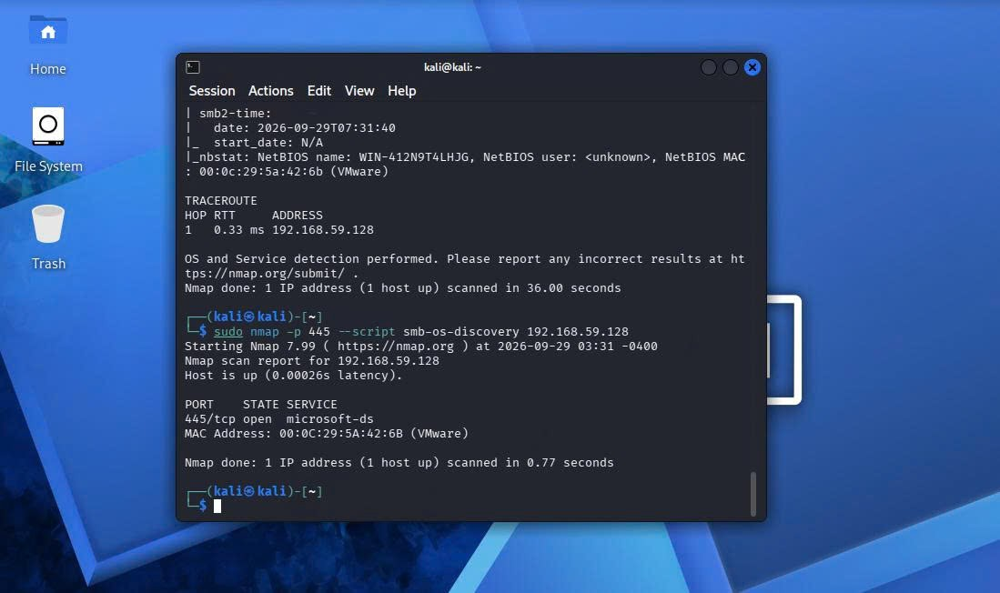 Home
File System
Trash
kali@kali: ~
Session Actions Edit View Help
| smb2-time:
|   date: 2026-09-29T07:31:40
|_  start_date: N/A
|_nbstat: NetBIOS name: WIN-412N9T4LHJG, NetBIOS user: <unknown>, NetBIOS MAC
: 00:0c:29:5a:42:6b (VMware)
TRACEROUTE
HOP RTT     ADDRESS
1   0.33 ms 192.168.59.128
OS and Service detection performed. Please report any incorrect results at ht
tps://nmap.org/submit/ .
Nmap done: 1 IP address (1 host up) scanned in 36.00 seconds
┌──(kali㉿kali)-[~]
└─$ sudo nmap -p 445 --script smb-os-discovery 192.168.59.128
Starting Nmap 7.99 ( https://nmap.org ) at 2026-09-29 03:31 -0400
Nmap scan report for 192.168.59.128
Host is up (0.00026s latency).
PORT    STATE SERVICE
445/tcp open  microsoft-ds
MAC Address: 00:0C:29:5A:42:6B (VMware)
Nmap done: 1 IP address (1 host up) scanned in 0.77 seconds
┌──(kali㉿kali)-[~]
└─$